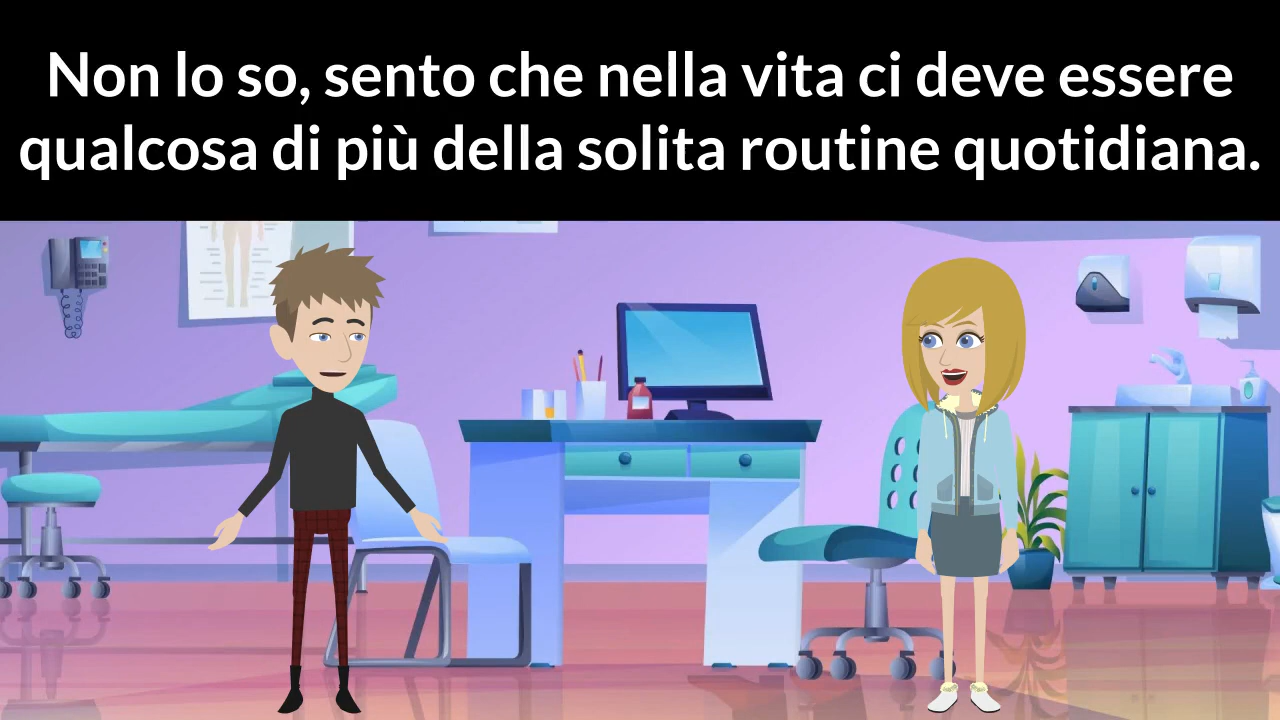 Non lo so, sento che nella vita ci deve essere
qualcosa di più della solita routine quotidiana.